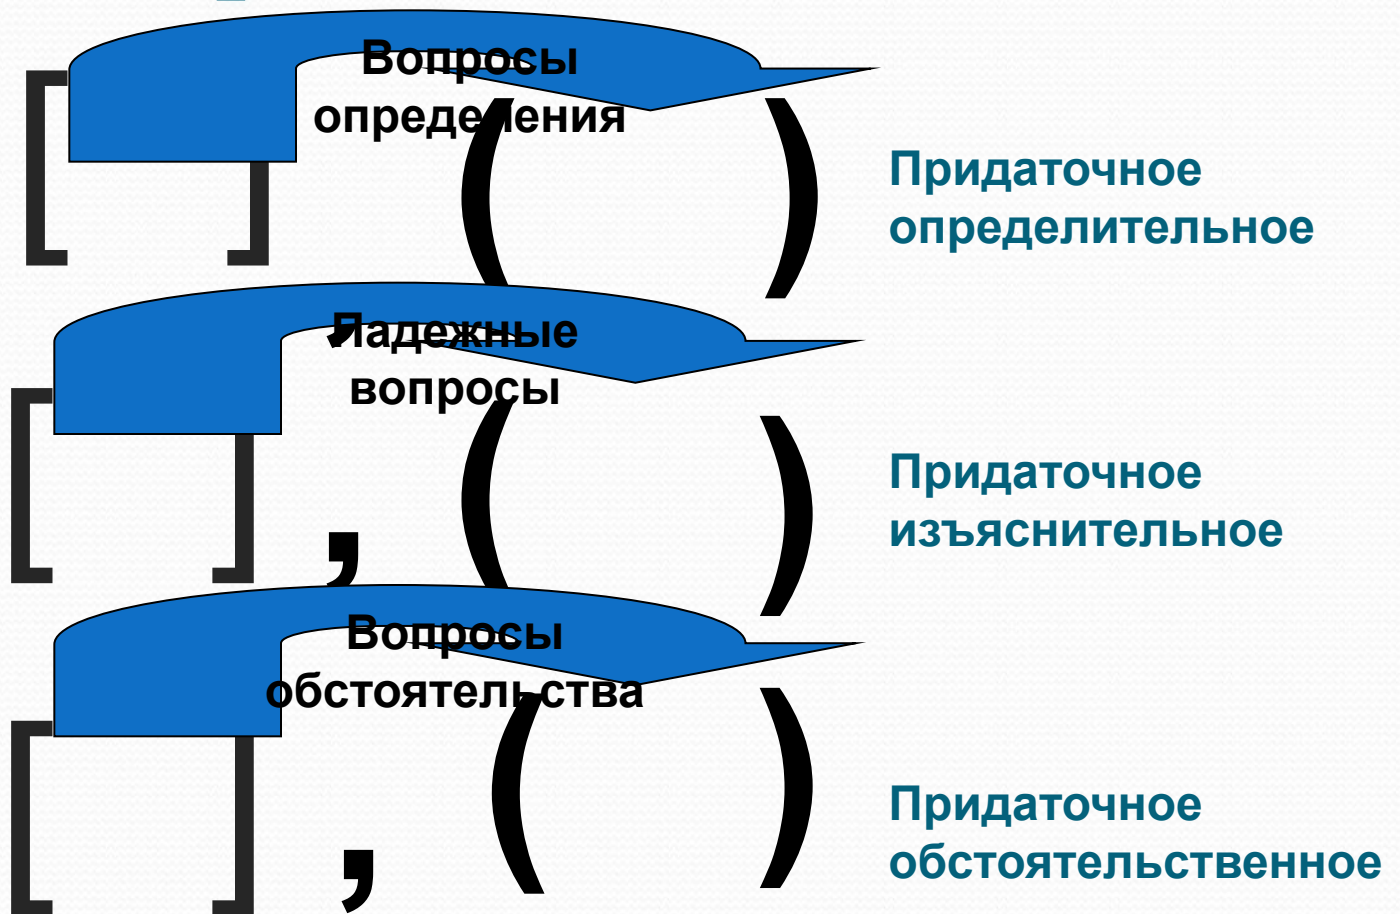 Вопросы
определения
[ ] , ( )
Придаточное
определительное
Падежные
вопросы
[ ] , ( )
Придаточное
изъяснительное
Вопросы
обстоятельства
[ ] , ( )
Придаточное
обстоятельственное